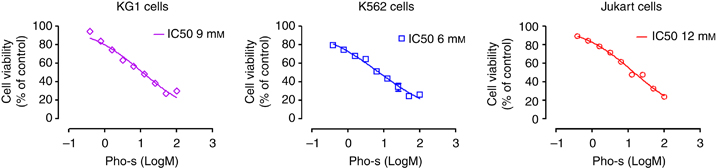 KG1 cells
K562 cells
Jukart cells
Cell viability
(% of control)
100
80
60
40
20
0
IC50 9 mM
−1
0
1
2
3
Pho-s (LogM)
Cell viability
(% of control)
100
80
60
40
20
0
IC50 6 mM
−1
0
1
2
3
Pho-s (LogM)
Cell viability
(% of control)
100
80
60
40
20
0
IC50 12 mM
−1
0
1
2
3
Pho-s (LogM)